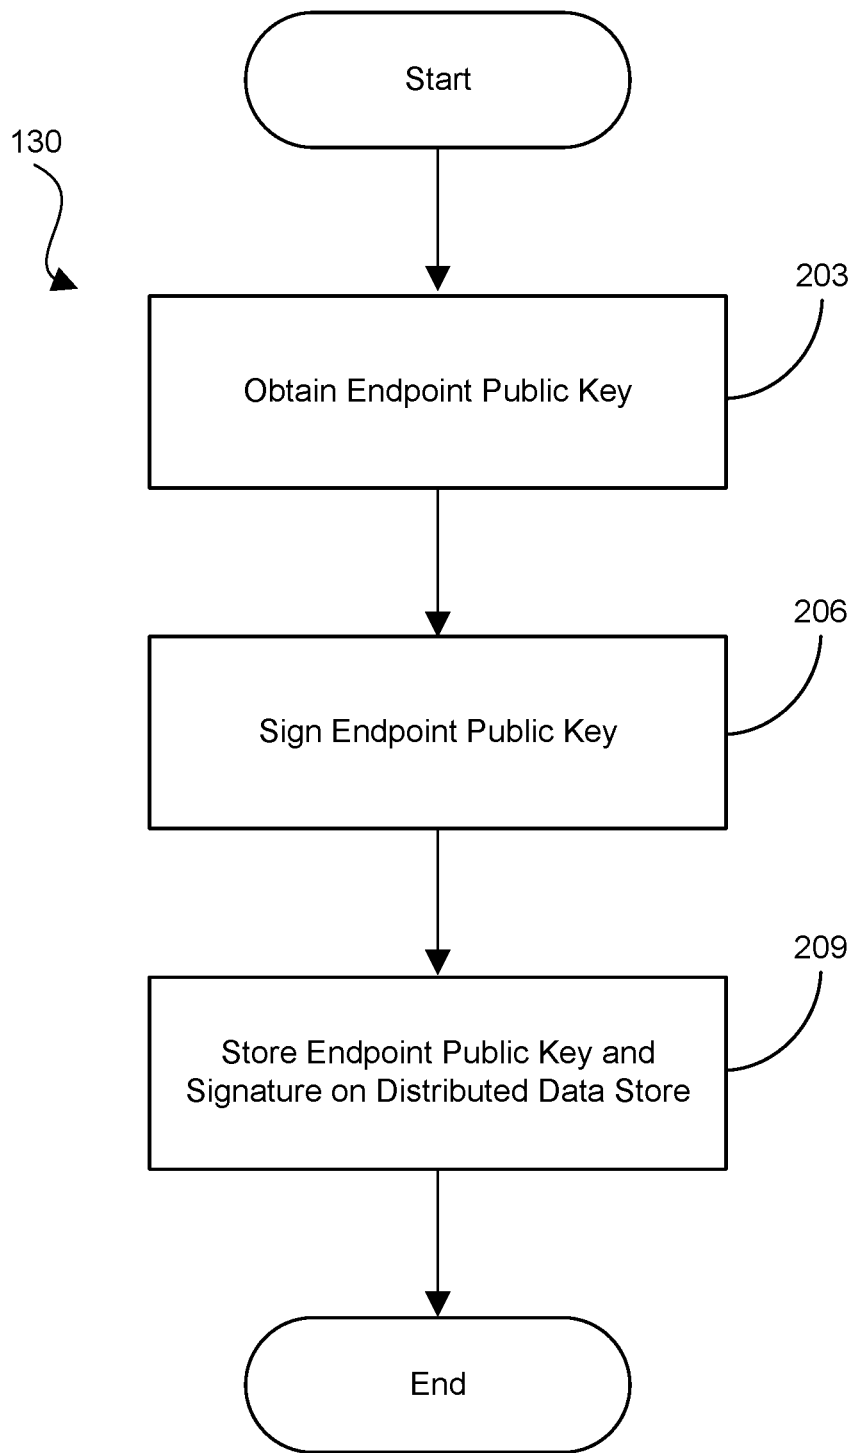 Start
130
203
Obtain Endpoint Public Key
206
Sign Endpoint Public Key
209
Store Endpoint Public Key and
Signature on Distributed Data Store
End